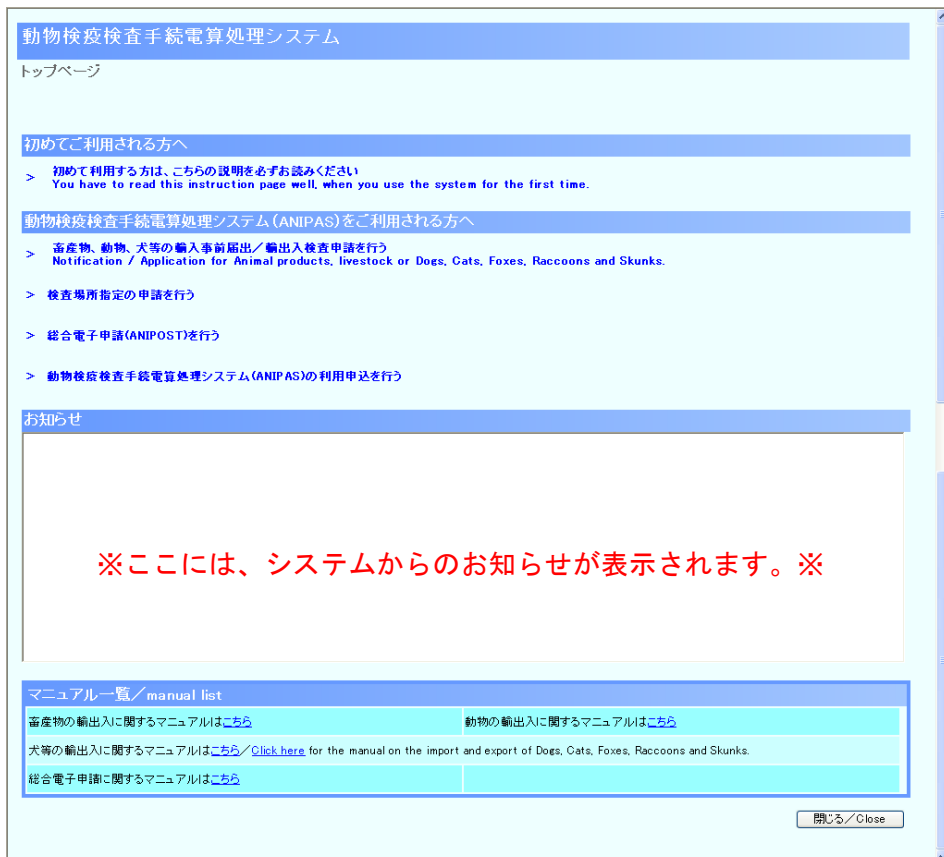 動物検疫検査手続電算処理システム
トップページ
初めてご利用される方へ
> 初めて利用する方は、こちらの説明を必ずお読みください
You have to read this instruction page well, when you use the system for the first time.
動物検疫検査手続電算処理システム(ANIPAS)をご利用される方へ
> 畜産物、動物、犬等の輸入事前届出/輸出入検査申請を行う
Notification / Application for Animal products, livestock or Dogs, Cats, Foxes, Raccoons and Skunks.
> 検査場所指定の申請を行う
> 総合電子申請(ANIPOST)を行う
> 動物検疫検査手続電算処理システム(ANIPAS)の利用申込を行う
お知らせ
※ここには、システムからのお知らせが表示されます。※
マニュアル一覧/manual list
畜産物の輸出入に関するマニュアルはこちら 動物の輸出入に関するマニュアルはこちら
犬等の輸出入に関するマニュアルはこちら/Click here for the manual on the import and export of Dogs, Cats, Foxes, Raccoons and Skunks.
総合電子申請に関するマニュアルはこちら
閉じる/Close